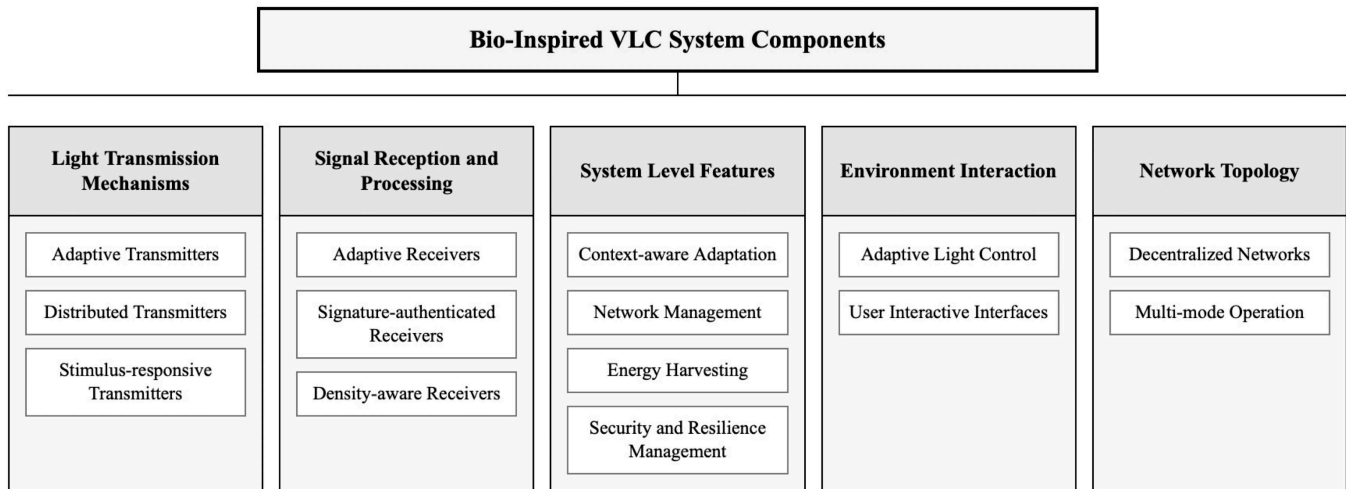 Bio-Inspired VLC System Components
Light Transmission
Mechanisms
Adaptive Transmitters
Distributed Transmitters
Stimulus-responsive
Transmitters
Signal Reception and
Processing
Adaptive Receivers
Signature-authenticated
Receivers
Density-aware Receivers
System Level Features
Context-aware Adaptation
Network Management
Energy Harvesting
Security and Resilience
Management
Environment Interaction
Adaptive Light Control
User Interactive Interfaces
Network Topology
Decentralized Networks
Multi-mode Operation